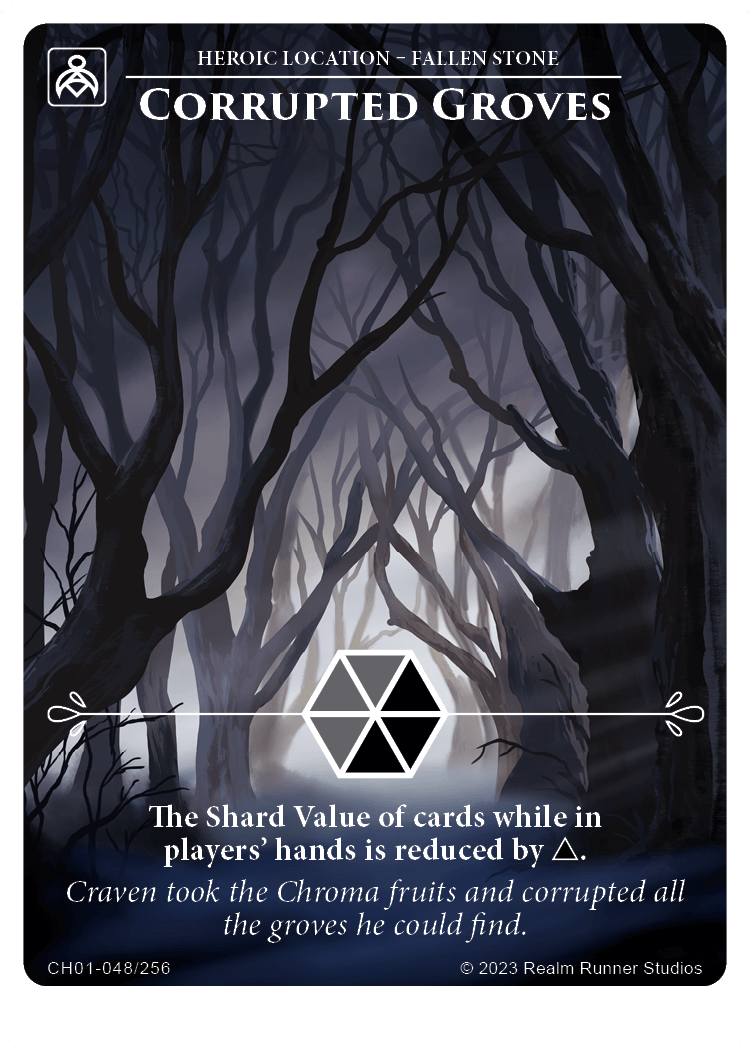 HEROIC LOCATION – FALLEN STONE
CORRUPTED GROVES
The Shard Value of cards while in
players’ hands is reduced by △.
Craven took the Chroma fruits and corrupted all
the groves he could find.
CH01-048/256
© 2023 Realm Runner Studios